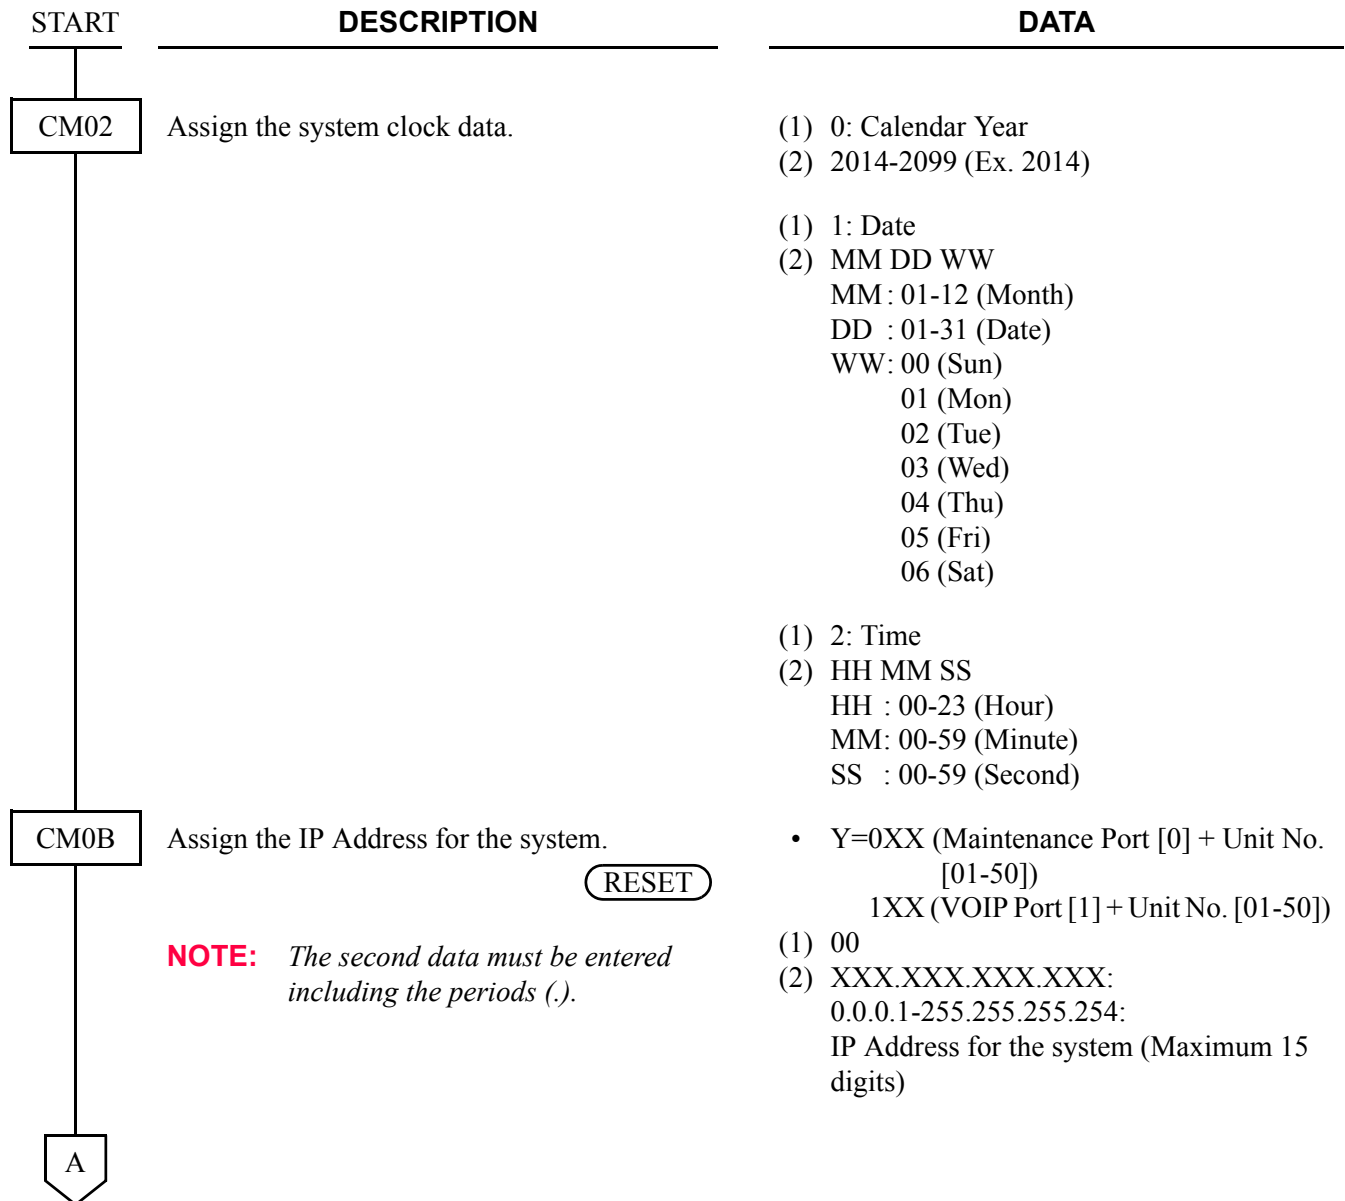 START DESCRIPTION DATA
CM02 Assign the system clock data. (1) 0: Calendar Year
(2) 2014-2099 (Ex. 2014)
(1) 1: Date
(2) MM DD WW
MM : 01-12 (Month)
DD : 01-31 (Date)
WW: 00 (Sun)
01 (Mon)
02 (Tue)
03 (Wed)
04 (Thu)
05 (Fri)
06 (Sat)
(1) 2: Time
(2) HH MM SS
HH : 00-23 (Hour)
MM: 00-59 (Minute)
SS : 00-59 (Second)
CM0B Assign the IP Address for the system. • Y=0XX (Maintenance Port [0] + Unit No.
RESET [01-50])
1XX (VOIP Port [1] + Unit No. [01-50])
(1) 00
NOTE: The second data must be entered
(2) XXX.XXX.XXX.XXX:
including the periods (.).
0.0.0.1-255.255.255.254:
IP Address for the system (Maximum 15
digits)
A